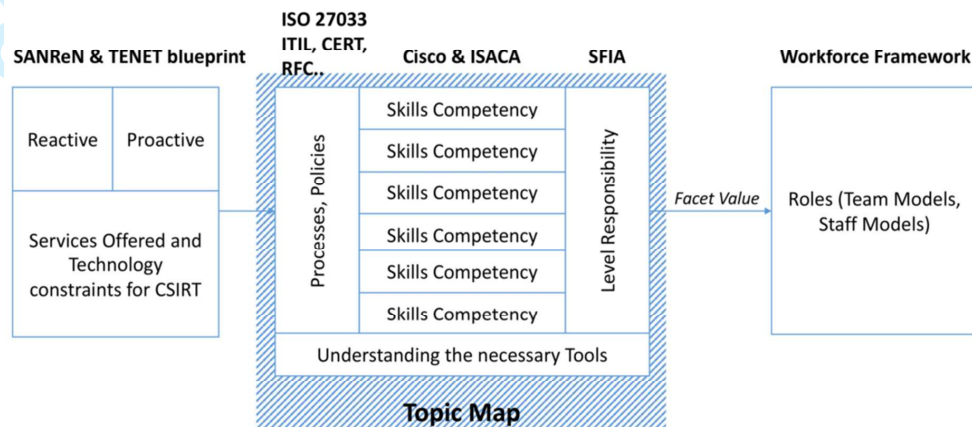 SANReN & TENET blueprint
ISO 27033
ITIL, CERT,
RFC..
Cisco & ISACA
SFIA
Workforce Framework
Reactive
Proactive
Services Offered and
Technology
constraints for CSIRT
Processes, Policies
Skills Competency
Skills Competency
Skills Competency
Skills Competency
Skills Competency
Skills Competency
Level Responsibility
Understanding the necessary Tools
Topic Map
Facet Value
Roles (Team Models,
Staff Models)